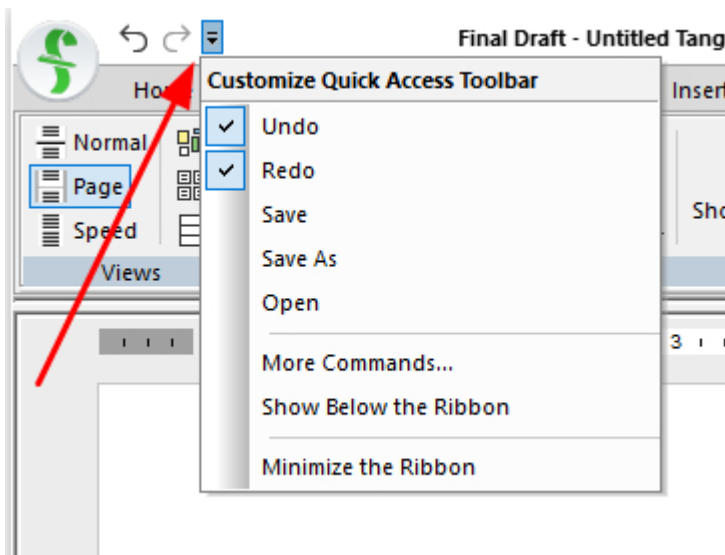 Final Draft - Untitled Tang
Customize Quick Access Toolbar
Inser
Undo
Normal
Redo
Page
Save
Sho
Speed
Save As
Views
Open
3
More Commands...
Show Below the Ribbon
Minimize the Ribbon